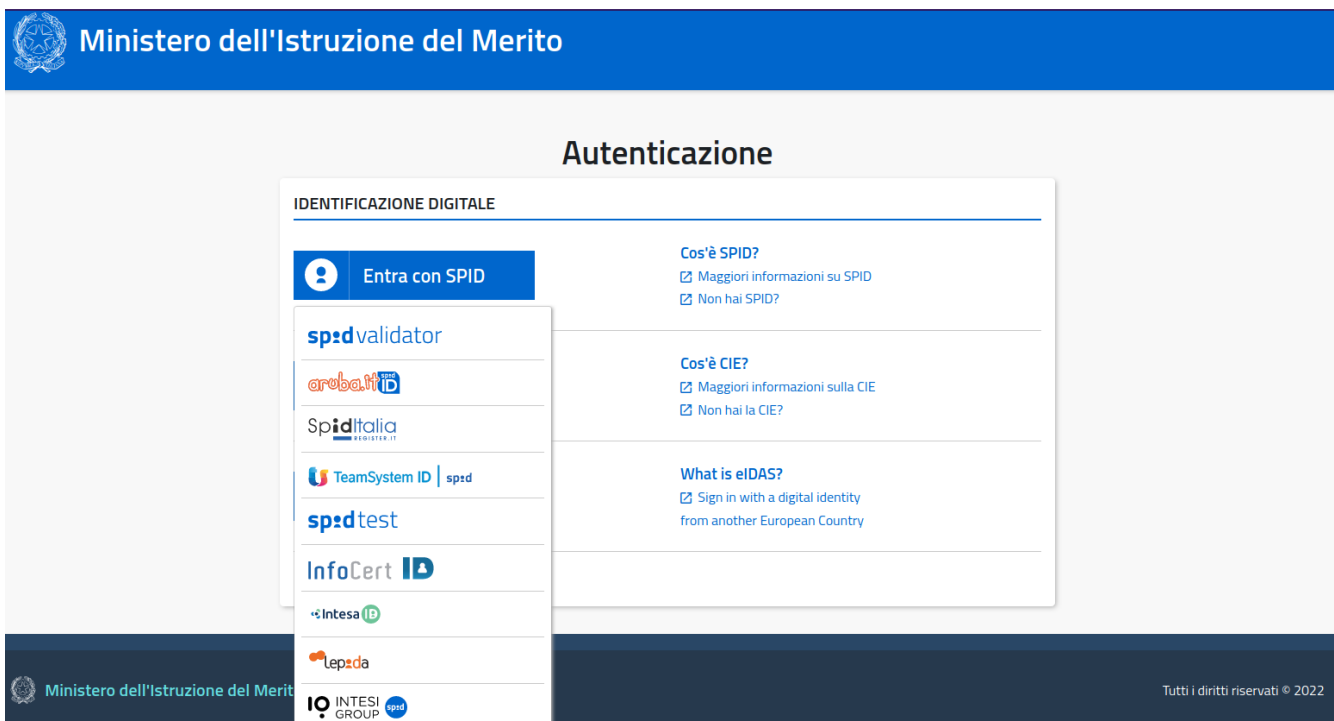 Ministero dell'Istruzione del Merito
Autenticazione
IDENTIFICAZIONE DIGITALE
Entra con SPID
Cos'è SPID?
Maggiori informazioni su SPID
Non hai SPID?
spid validator
aruba.it spid ID
SpidItalia
REGISTER.IT
TeamSystem ID | spid
spid test
InfoCert ID
Intesa ID
Lepida
IO INTESI GROUP spid
Cos'è CIE?
Maggiori informazioni sulla CIE
Non hai la CIE?
What is eIDAS?
Sign in with a digital identity
from another European Country
Ministero dell'Istruzione del Merit
Tutti i diritti riservati © 2022